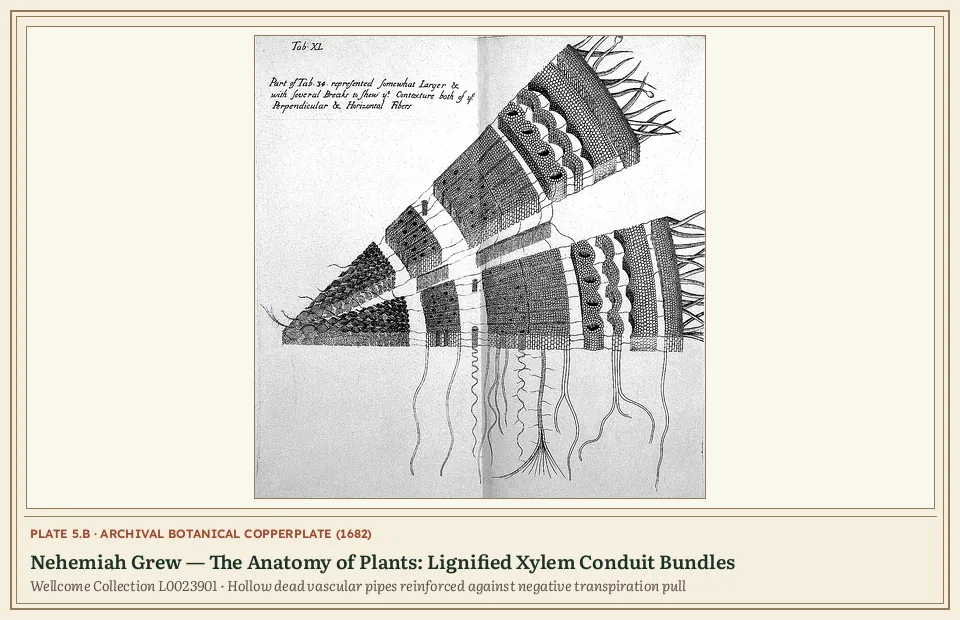 Tab. XL
Part of Tab. 34 represented Somewhat Larger &
with several Breaks to shew yͤ Contexture both of yͤ
Perpendicular & Horizontal Fibers
PLATE 5.B · ARCHIVAL BOTANICAL COPPERPLATE (1682)
Nehemiah Grew — The Anatomy of Plants: Lignified Xylem Conduit Bundles
Wellcome Collection L0023901 · Hollow dead vascular pipes reinforced against negative transpiration pull